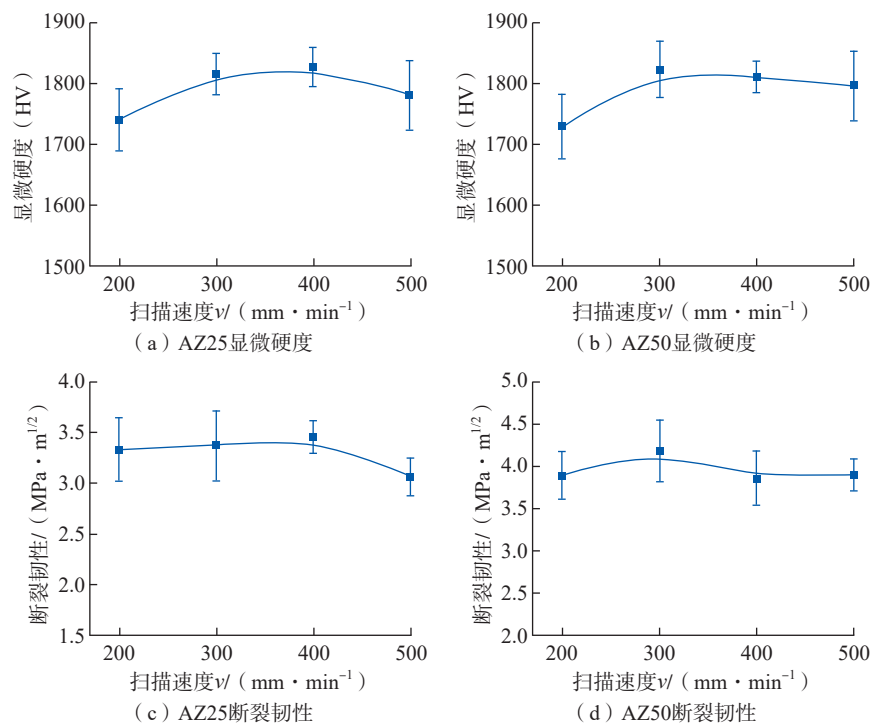 1900
1800
1700
1600
1500
显微硬度（HV）
200 300 400 500
扫描速度v/（mm·min⁻¹）
（a）AZ25显微硬度
1900
1800
1700
1600
1500
显微硬度（HV）
200 300 400 500
扫描速度v/（mm·min⁻¹）
（b）AZ50显微硬度
4.0
3.5
3.0
2.5
2.0
1.5
断裂韧性/（MPa·m¹/²）
200 300 400 500
扫描速度v/（mm·min⁻¹）
（c）AZ25断裂韧性
5.0
4.5
4.0
3.5
3.0
2.5
2.0
断裂韧性/（MPa·m¹/²）
200 300 400 500
扫描速度v/（mm·min⁻¹）
（d）AZ50断裂韧性